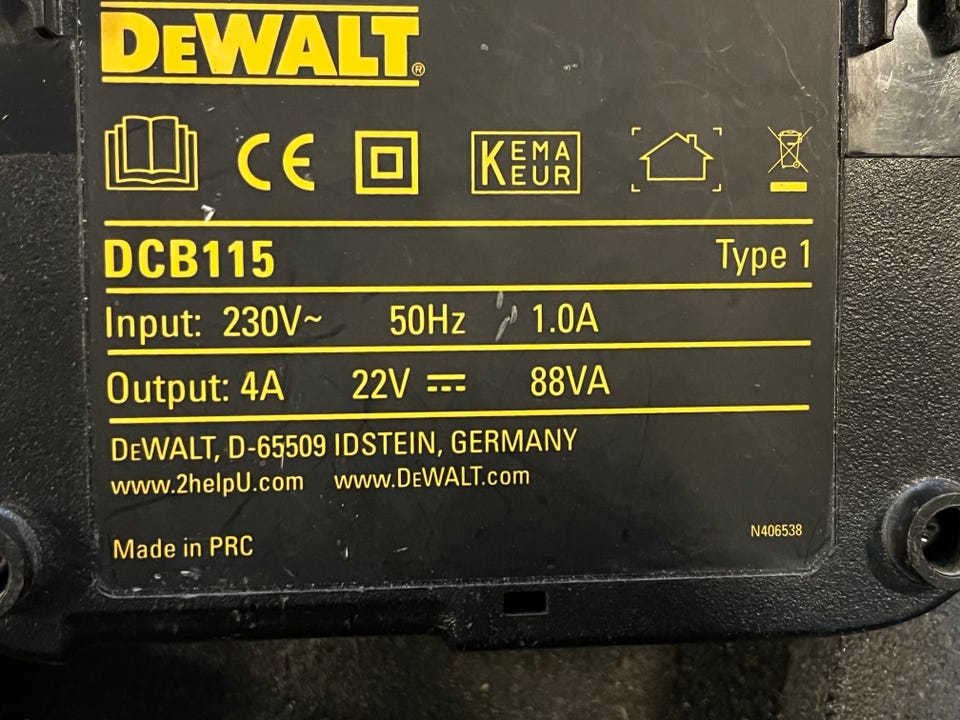 DEWALT®
CE
KEMA
KEUR
DCB115 Type 1
Input: 230V~ 50Hz 1.0A
Output: 4A 22V ⎓ 88VA
DEWALT, D-65509 IDSTEIN, GERMANY
www.2helpU.com www.DEWALT.com
Made in PRC N406538